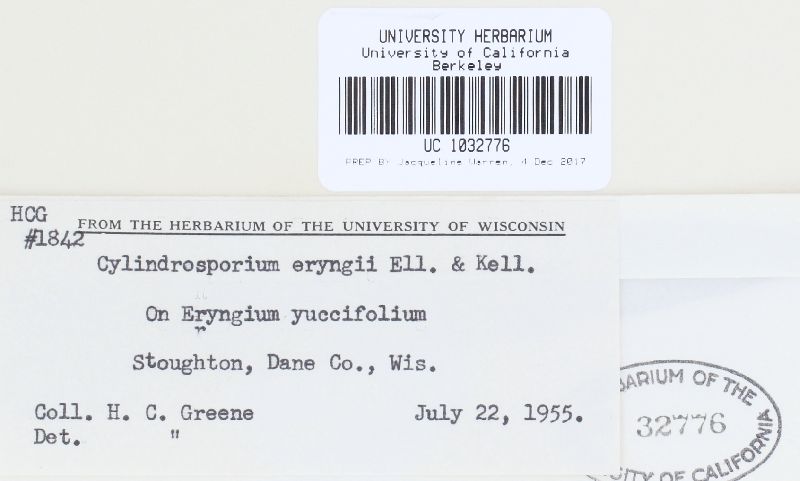 UNIVERSITY HERBARIUM
University of California
Berkeley
UC 1032776
PREP BY Jacqueline Warren, 4 Dec 2017
HCG
#1842
FROM THE HERBARIUM OF THE UNIVERSITY OF WISCONSIN
Cylindrosporium eryngii Ell. & Kell.
On Eryngium yuccifolium
r
Stoughton, Dane Co., Wis.
Coll. H. C. Greene July 22, 1955.
Det. "
BARIUM OF THE
32776
SITY OF CALIFORNIA